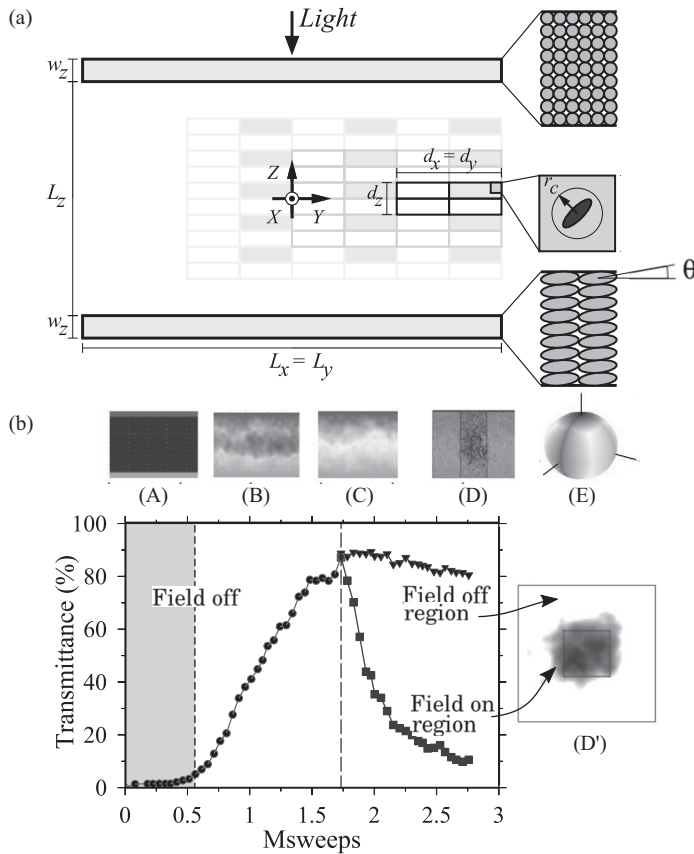 (a)
Light
w_z
L_z
d_x = d_y
d_z
Z
X
Y
r_c
θ
w_z
L_x = L_y
(b)
(A)
(B)
(C)
(D)
(E)
Transmittance (%)
100
80
60
40
20
0
Field off
Field off
region
Field on
region
(D')
0
0.5
1
1.5
2
2.5
3
Msweeps